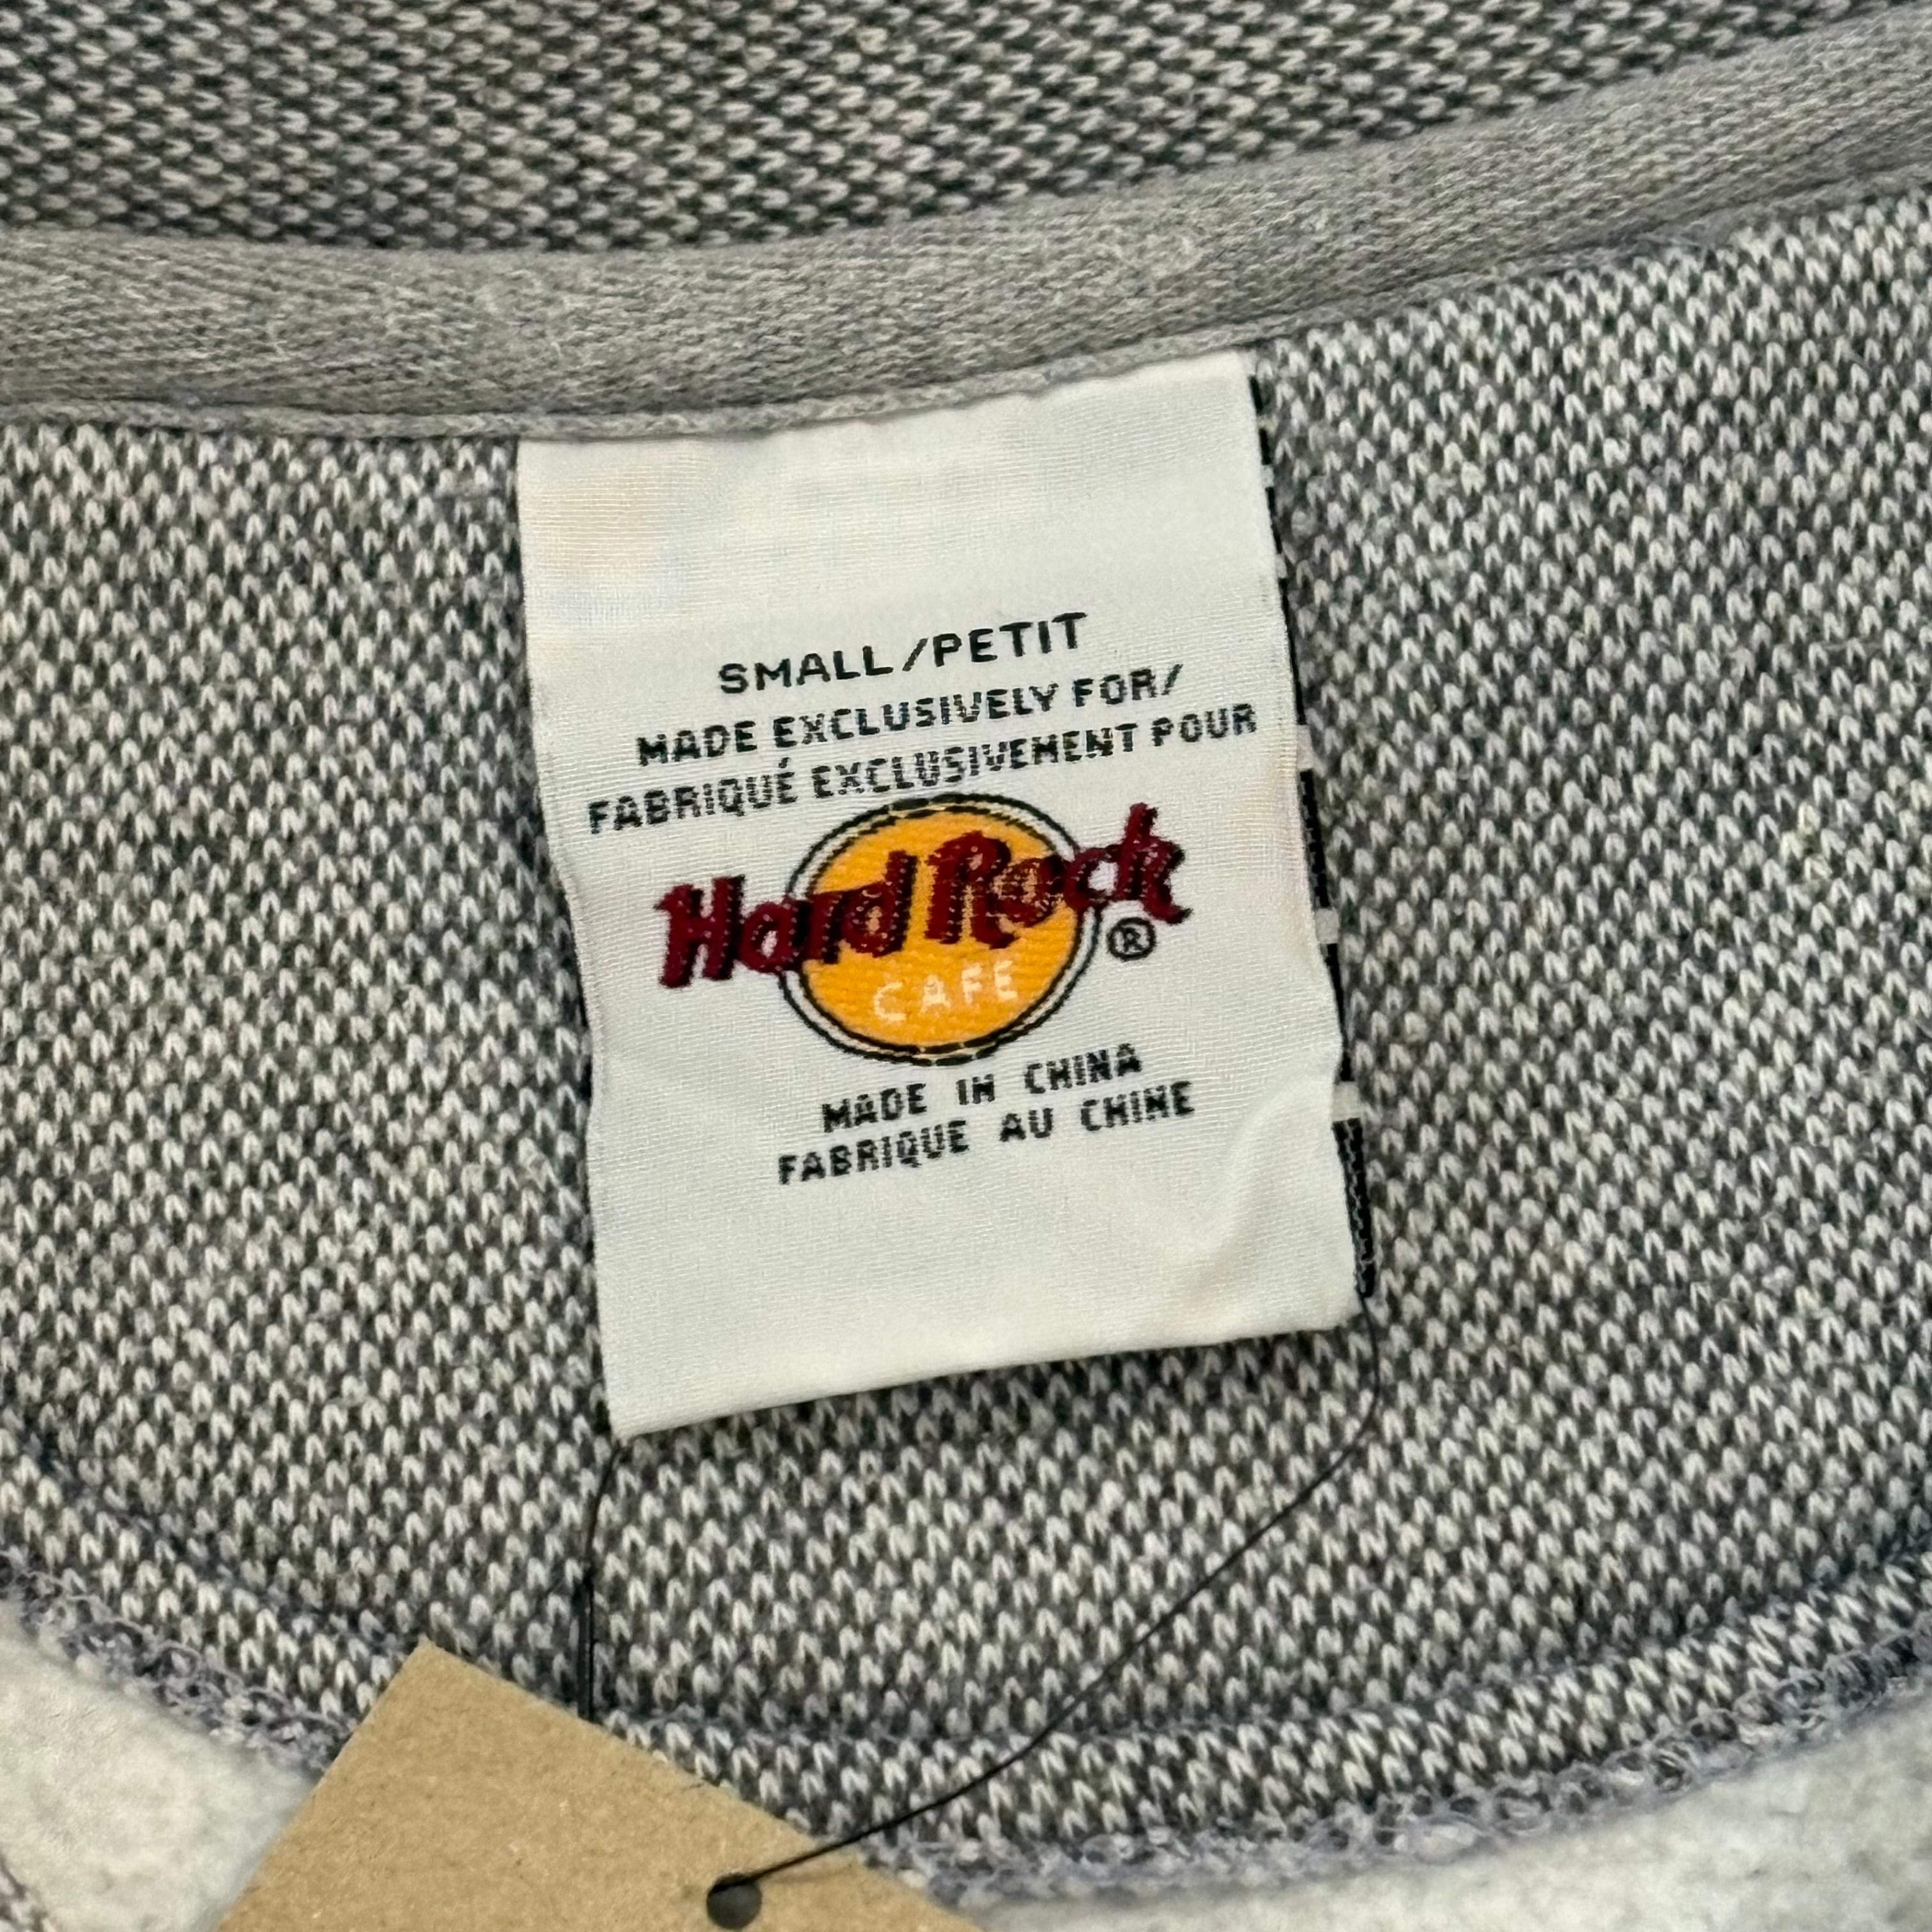 SMALL/PETIT
MADE EXCLUSIVELY FOR/
FABRIQUÉ EXCLUSIVEMENT POUR
Hard Rock ®
CAFE
MADE IN CHINA
FABRIQUE AU CHINE